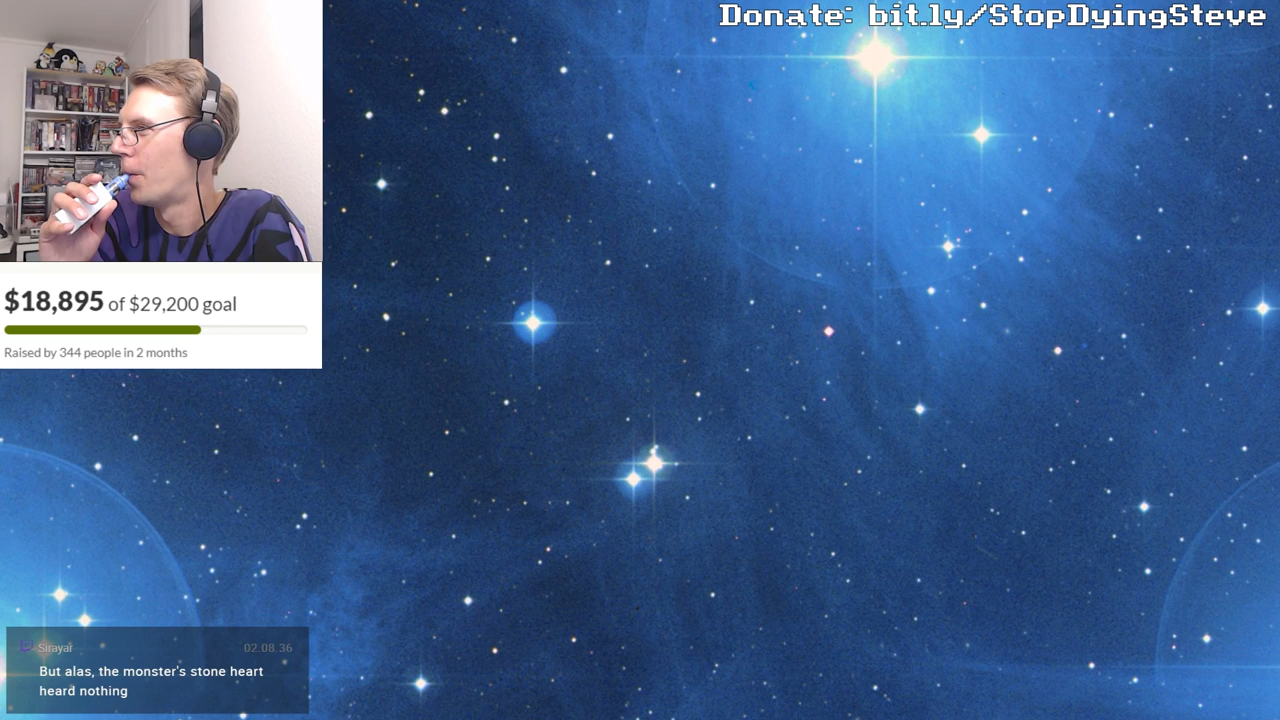 Donate: bit.ly/StopDyingSteve
$18,895 of $29,200 goal
Raised by 344 people in 2 months
Sirayar 02.08.36
But alas, the monster's stone heart
heard nothing